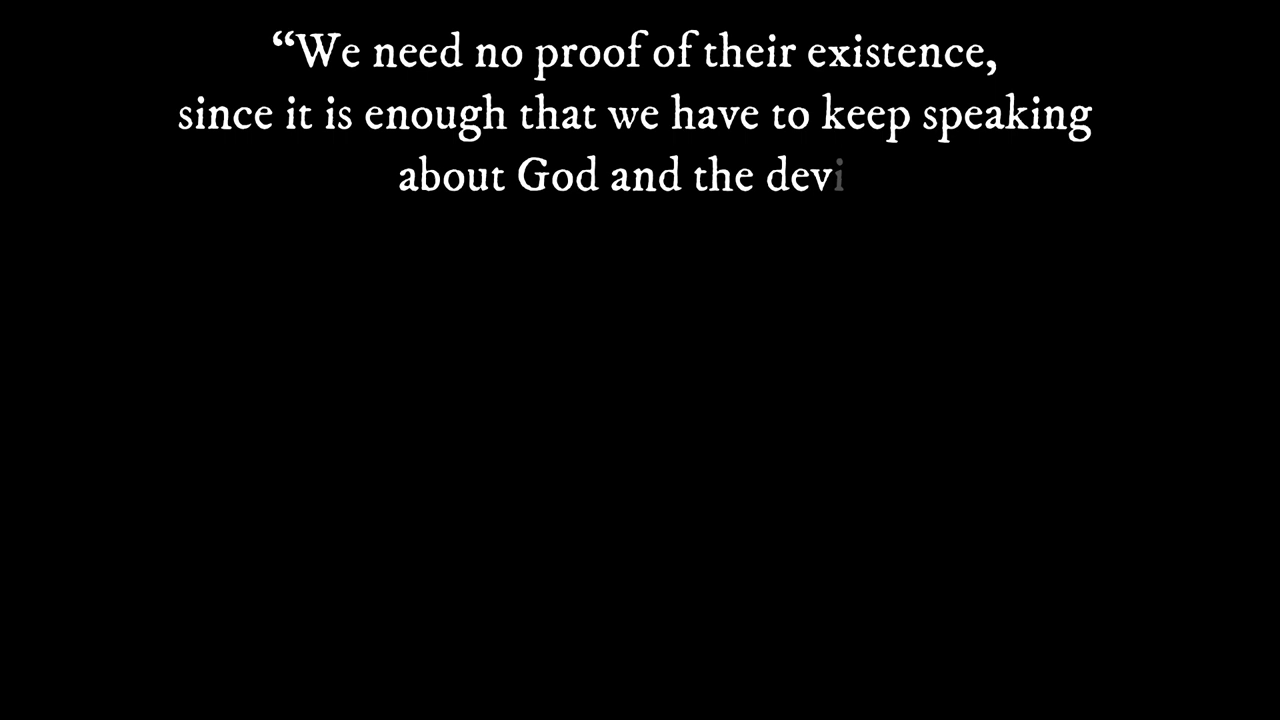 “We need no proof of their existence,
since it is enough that we have to keep speaking
about God and the devi